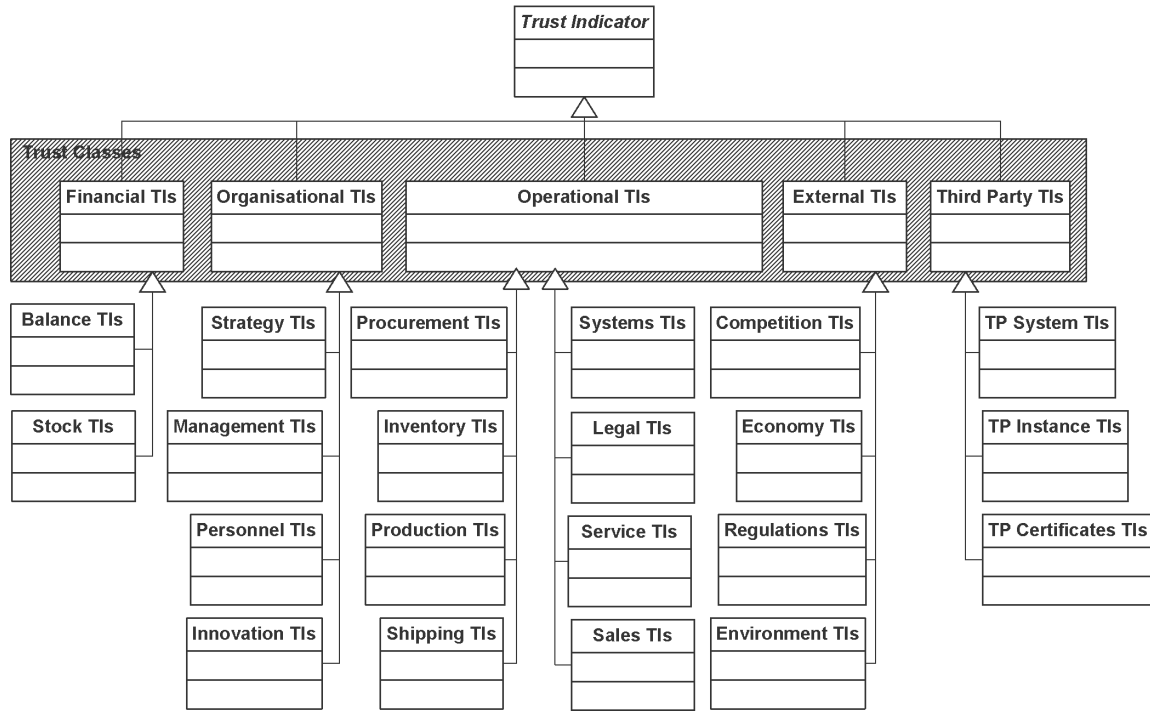 Trust Indicator
Trust Classes
Financial TIs
Organisational TIs
Operational TIs
External TIs
Third Party TIs
Balance TIs
Strategy TIs
Procurement TIs
Systems TIs
Competition TIs
TP System TIs
Stock TIs
Management TIs
Inventory TIs
Legal TIs
Economy TIs
TP Instance TIs
Personnel TIs
Production TIs
Service TIs
Regulations TIs
TP Certificates TIs
Innovation TIs
Shipping TIs
Sales TIs
Environment TIs